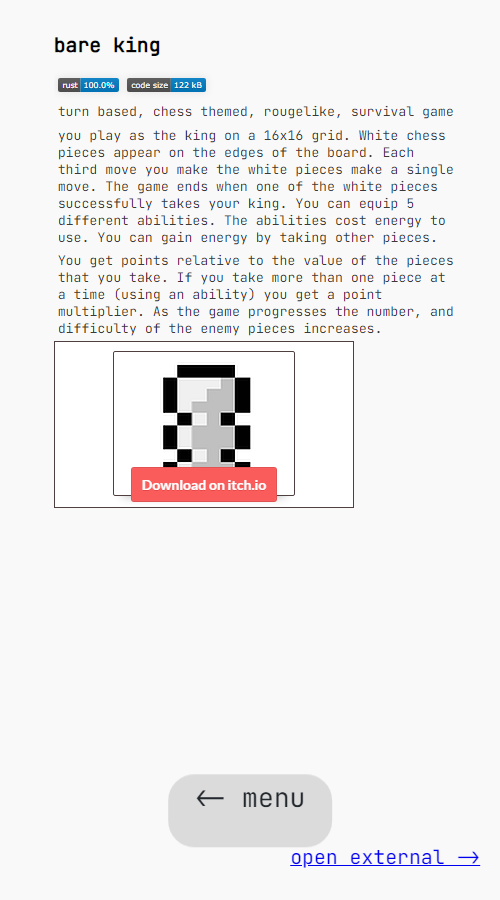 bare king
rust 100.0% code size 122 kB
turn based, chess themed, rougelike, survival game
you play as the king on a 16x16 grid. White chess
pieces appear on the edges of the board. Each
third move you make the white pieces make a single
move. The game ends when one of the white pieces
successfully takes your king. You can equip 5
different abilities. The abilities cost energy to
use. You can gain energy by taking other pieces.
You get points relative to the value of the pieces
that you take. If you take more than one piece at
a time (using an ability) you get a point
multiplier. As the game progresses the number, and
difficulty of the enemy pieces increases.
Download on itch.io
← menu
open external →